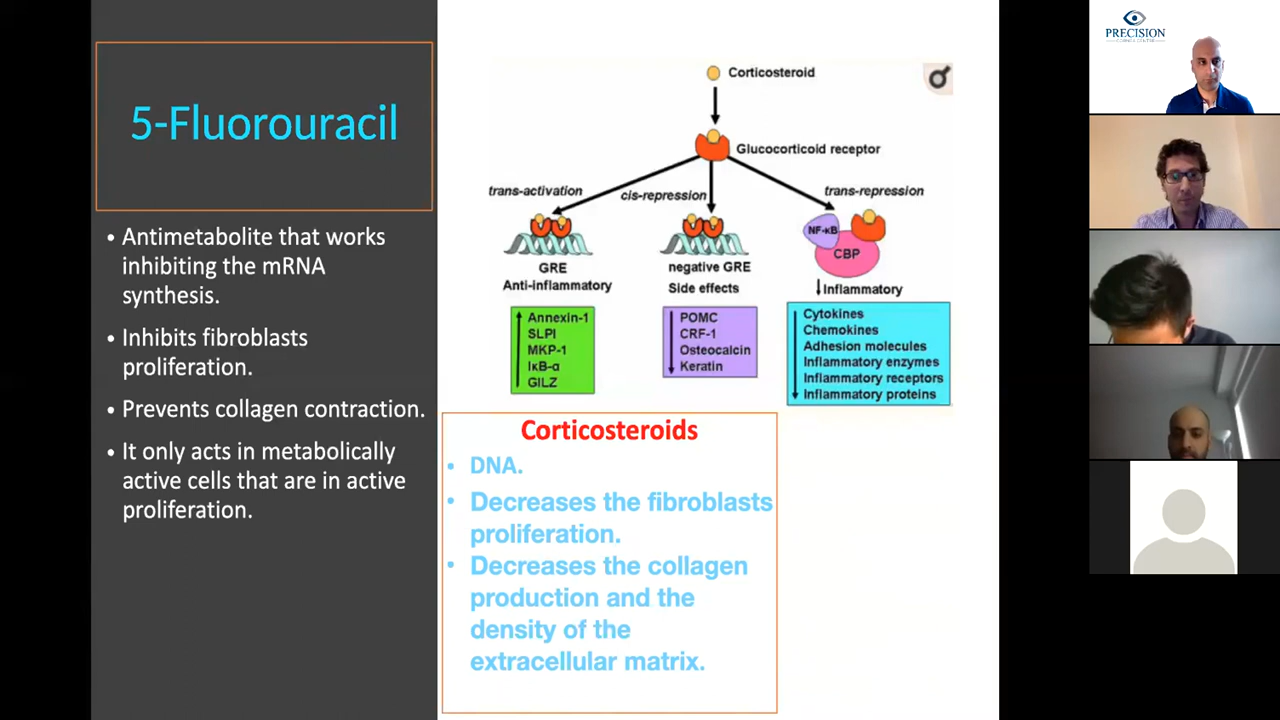 5-Fluorouracil
• Antimetabolite that works
inhibiting the mRNA
synthesis.
• Inhibits fibroblasts
proliferation.
• Prevents collagen contraction.
• It only acts in metabolically
active cells that are in active
proliferation.
Corticosteroid
Glucocorticoid receptor
trans-activation
cis-repression
trans-repression
GRE
Anti-inflammatory
Annexin-1
SLPI
MKP-1
IκB-α
GILZ
negative GRE
Side effects
POMC
CRF-1
Osteocalcin
Keratin
NF-κB
CBP
Inflammatory
Cytokines
Chemokines
Adhesion molecules
Inflammatory enzymes
Inflammatory receptors
Inflammatory proteins
Corticosteroids
• DNA.
• Decreases the fibroblasts
proliferation.
• Decreases the collagen
production and the
density of the
extracellular matrix.
PRECISION